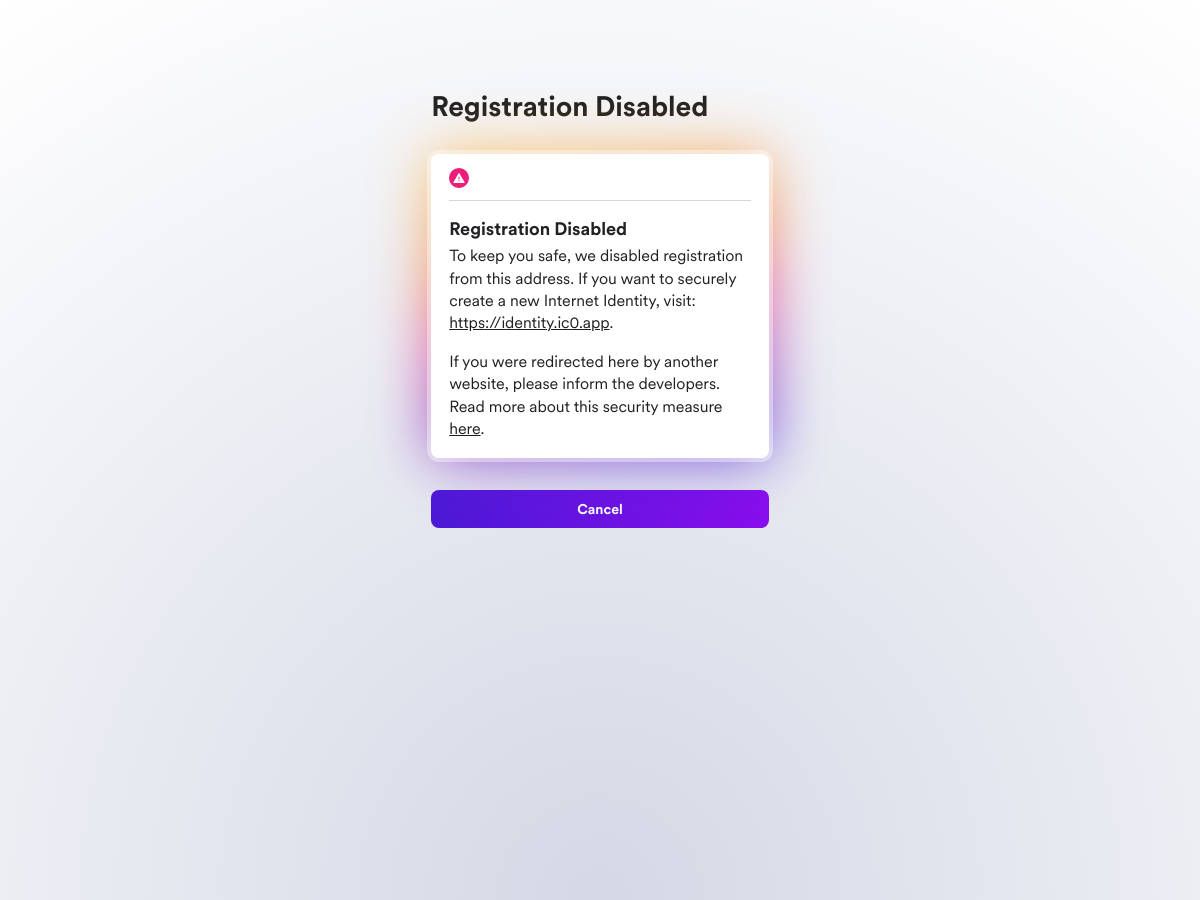 Registration Disabled
Registration Disabled
To keep you safe, we disabled registration
from this address. If you want to securely
create a new Internet Identity, visit:
https://identity.ic0.app.
If you were redirected here by another
website, please inform the developers.
Read more about this security measure
here.
Cancel